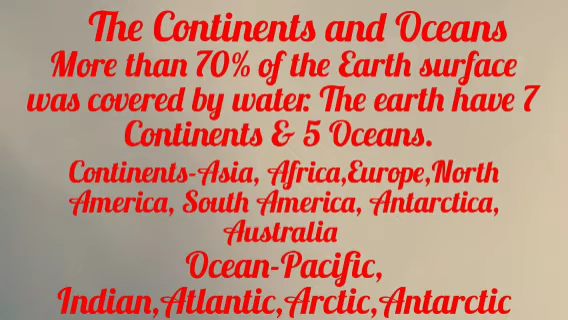 The Continents and Oceans
More than 70% of the Earth surface
was covered by water. The earth have 7
Continents & 5 Oceans.
Continents-Asia, Africa,Europe,North
America, South America, Antarctica,
Australia
Ocean-Pacific,
Indian,Atlantic,Arctic,Antarctic